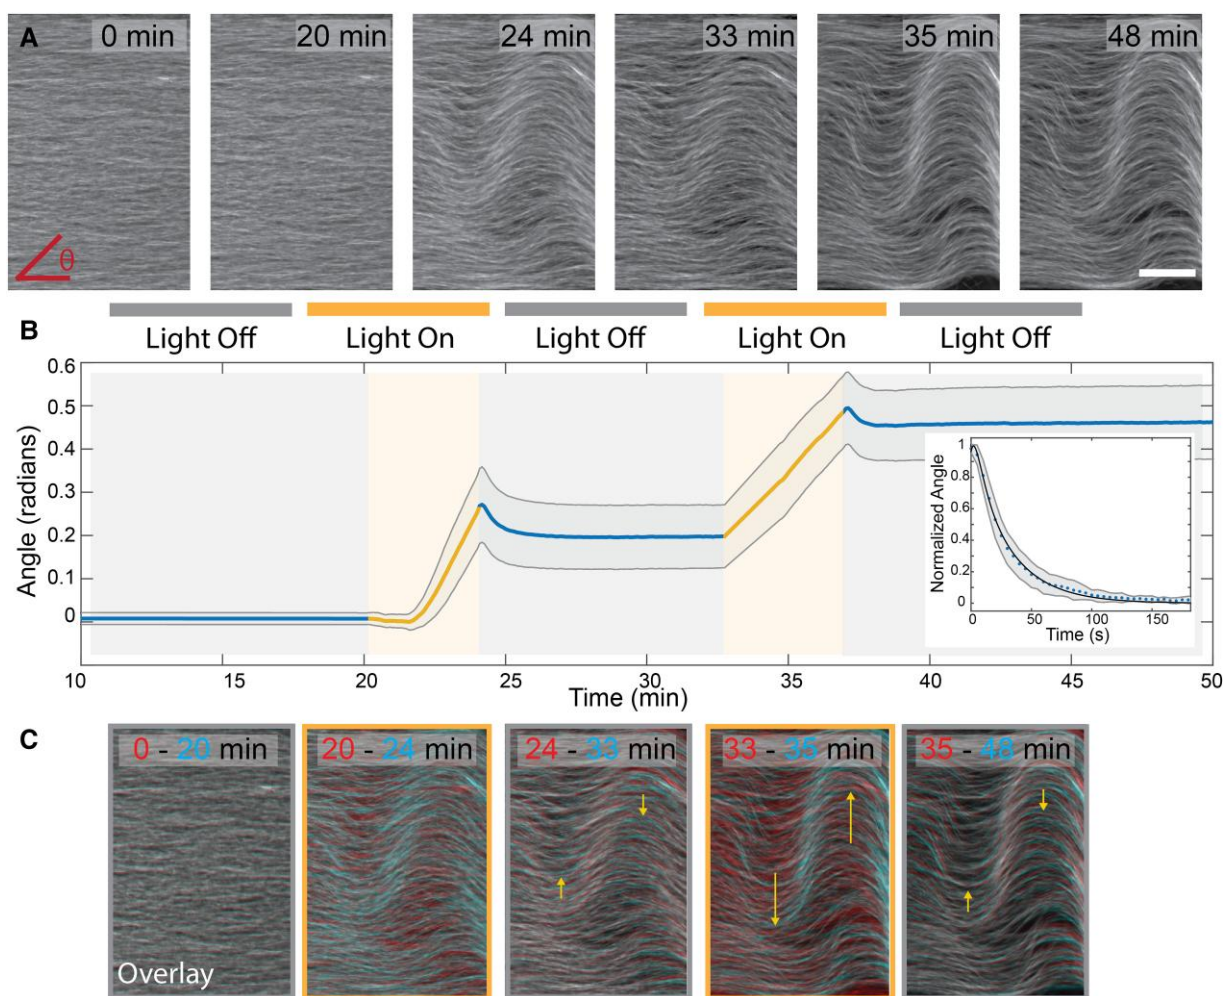 A
0 min
20 min
24 min
33 min
35 min
48 min
θ
Light Off
Light On
Light Off
Light On
Light Off
B
0.6
0.5
0.4
0.3
0.2
0.1
0
Angle (radians)
10
15
20
25
30
35
40
45
50
Time (min)
1
0.8
0.6
0.4
0.2
0
Normalized Angle
0
50
100
150
Time (s)
C
0 - 20 min
20 - 24 min
24 - 33 min
33 - 35 min
35 - 48 min
Overlay